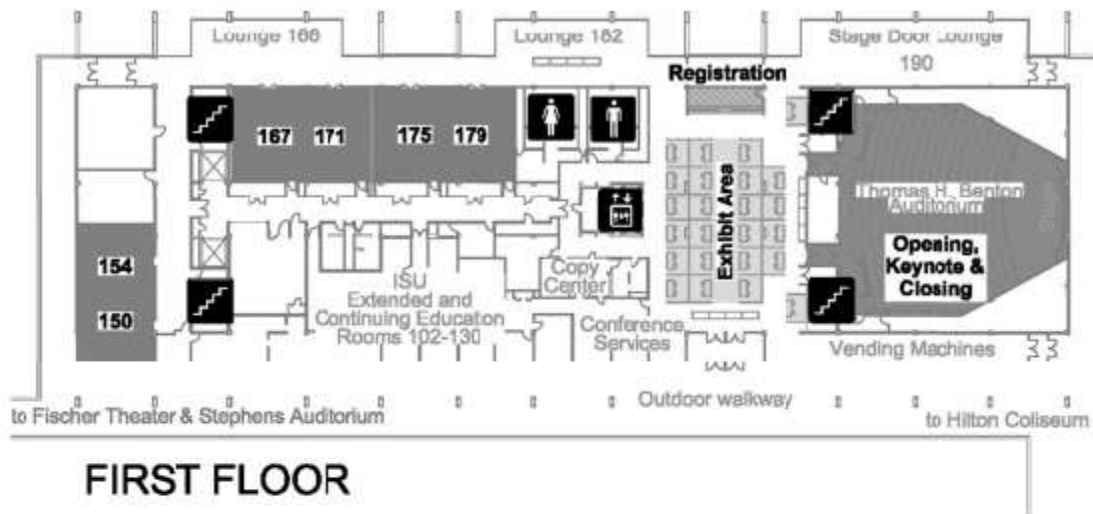 Lounge 166
Lounge 182
Stage Door Lounge
190
Registration
167
171
175
179
Exhibit Area
Thomas H. Benton
Auditorium
Opening,
Keynote &
Closing
154
150
ISU
Extended and
Continuing Education
Rooms 102-130
Copy
Center
Conference
Services
Vending Machines
Outdoor walkway
to Fischer Theater & Stephens Auditorium
to Hilton Coliseum
FIRST FLOOR